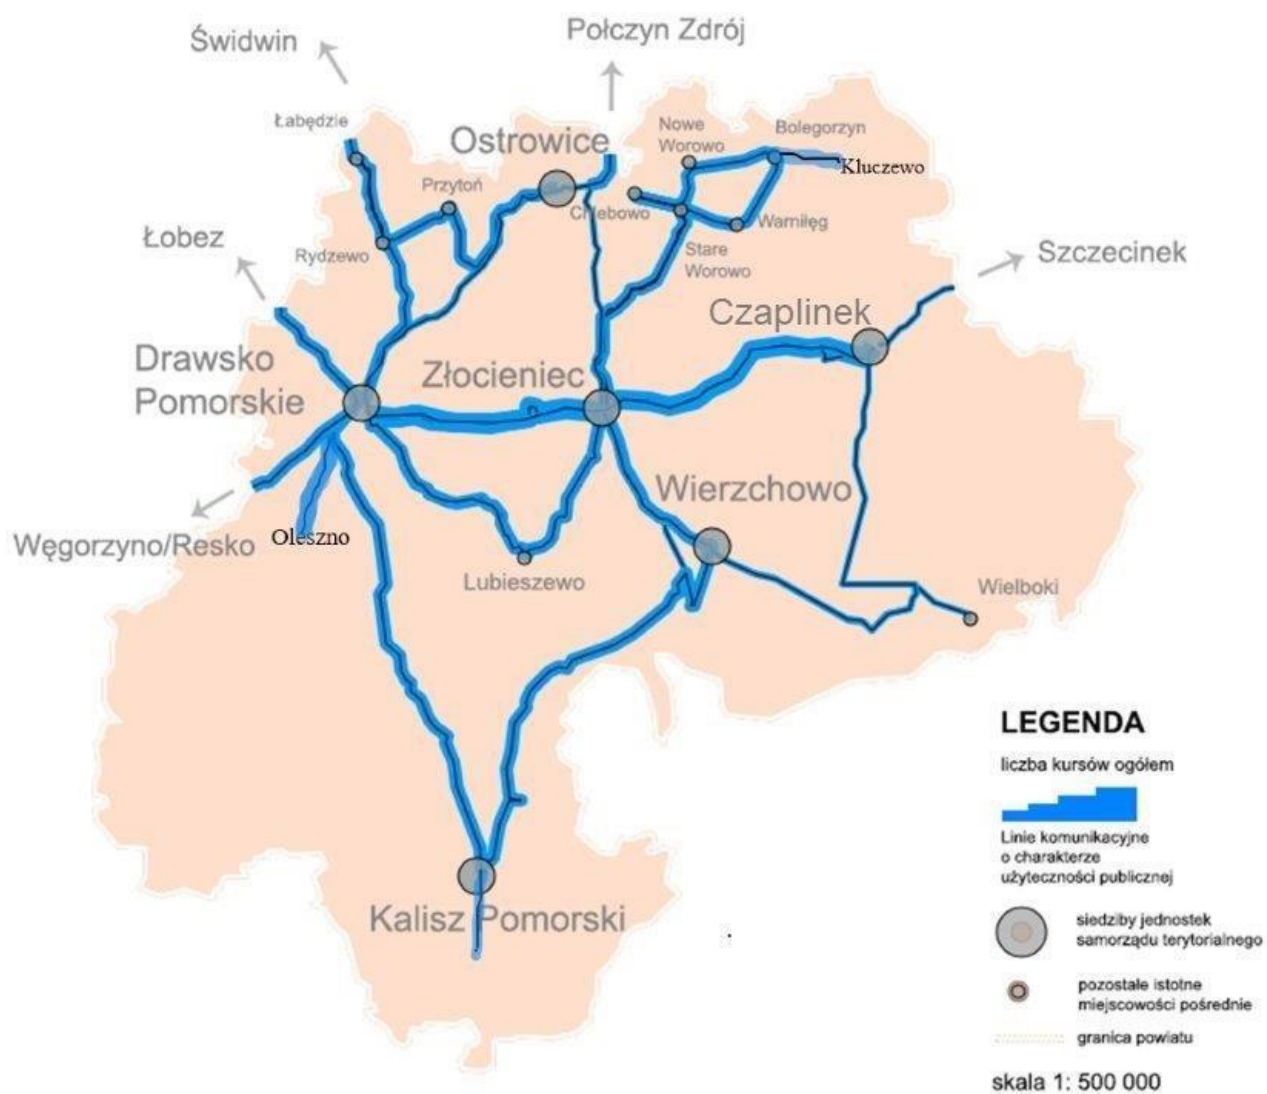 Świdwin
Połczyn Zdrój
Łabędzie
Ostrowice
Nowe
Worowo
Bolegorzyn
Kluczewo
Przytoń
Chlebowo
Warniłęg
Łobez
Rydzewo
Stare
Worowo
Szczecinek
Czaplinek
Drawsko
Pomorskie
Złocieniec
Wierzchowo
Węgorzyno/Resko
Oleszno
Lubieszewo
Wielboki
Kalisz Pomorski
LEGENDA
liczba kursów ogółem
Linie komunikacyjne
o charakterze
użyteczności publicznej
siedziby jednostek
samorządu terytorialnego
pozostałe istotne
miejscowości pośrednie
granica powiatu
skala 1: 500 000